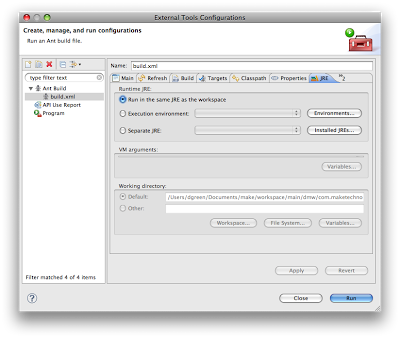 External Tools Configurations
Create, manage, and run configurations
Run an Ant build file.
type filter text
Ant Build
build.xml
API Use Report
Program
Filter matched 4 of 4 items
Name: build.xml
Main Refresh Build Targets Classpath Properties JRE »2
Runtime JRE:
Run in the same JRE as the workspace
Execution environment: Environments...
Separate JRE: Installed JREs...
VM arguments:
Variables...
Working directory:
Default: /Users/dgreen/Documents/make/workspace/main/dmw/com.maketechno
Other:
Workspace... File System... Variables...
Apply Revert
? Close Run